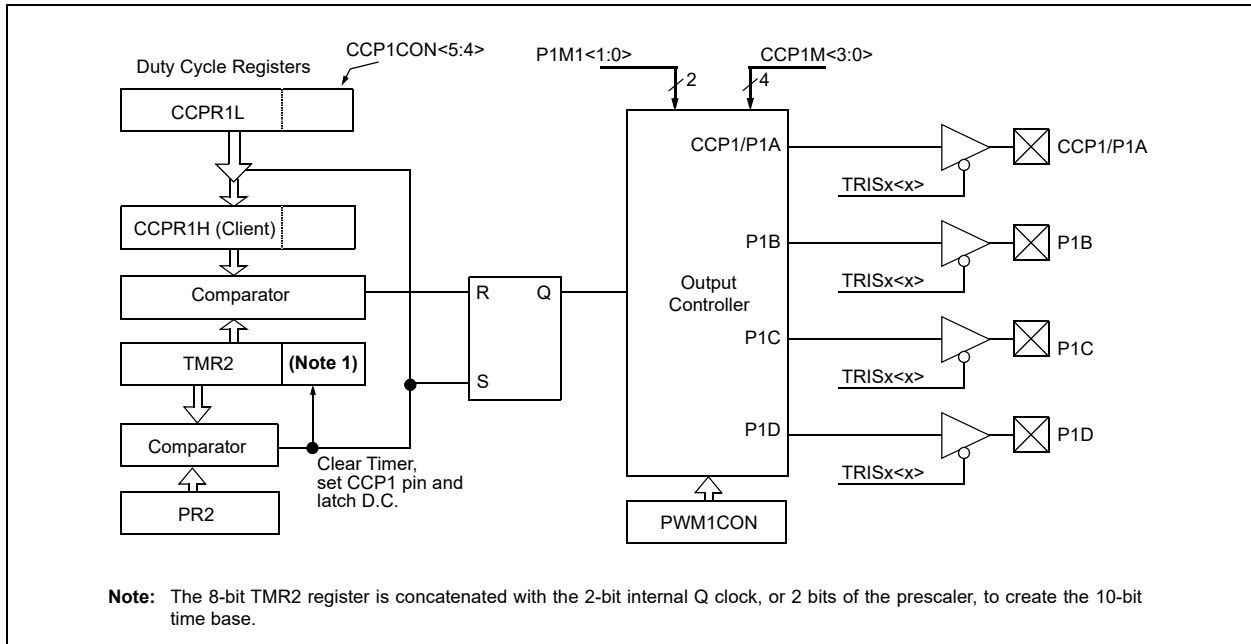 CCP1CON<5:4>
Duty Cycle Registers
CCPR1L
CCPR1H (Client)
Comparator
TMR2
(Note 1)
Comparator
PR2
Clear Timer,
set CCP1 pin and
latch D.C.
R
Q
S
P1M1<1:0>
2
CCP1M<3:0>
4
Output
Controller
CCP1/P1A
P1B
P1C
P1D
PWM1CON
TRISx<x>
CCP1/P1A
TRISx<x>
P1B
TRISx<x>
P1C
TRISx<x>
P1D
Note: The 8-bit TMR2 register is concatenated with the 2-bit internal Q clock, or 2 bits of the prescaler, to create the 10-bit
time base.